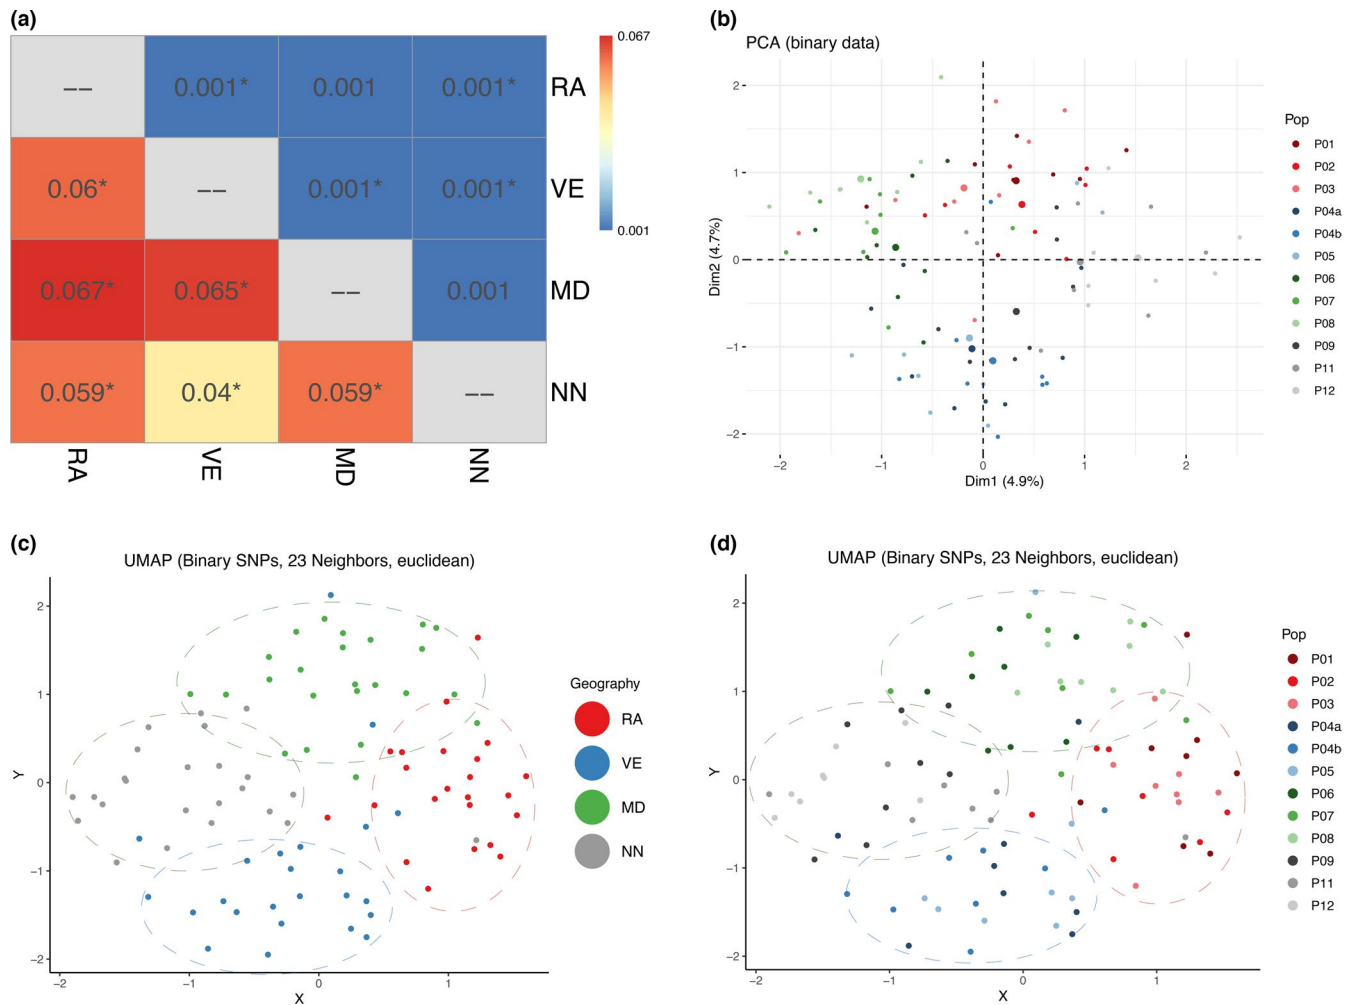 (a)
0.067
0.001
-- 0.001* 0.001 0.001* RA
0.06* -- 0.001* 0.001* VE
0.067* 0.065* -- 0.001 MD
0.059* 0.04* 0.059* -- NN
RA VE MD NN
(b)
PCA (binary data)
Dim2 (4.7%)
2
1
0
−1
−2
−2 −1 0 1 2
Dim1 (4.9%)
Pop
P01
P02
P03
P04a
P04b
P05
P06
P07
P08
P09
P11
P12
(c)
UMAP (Binary SNPs, 23 Neighbors, euclidean)
Y
2
1
0
−1
−2
−2 −1 0 1
X
Geography
RA
VE
MD
NN
(d)
UMAP (Binary SNPs, 23 Neighbors, euclidean)
Y
2
1
0
−1
−2
−2 −1 0 1
X
Pop
P01
P02
P03
P04a
P04b
P05
P06
P07
P08
P09
P11
P12